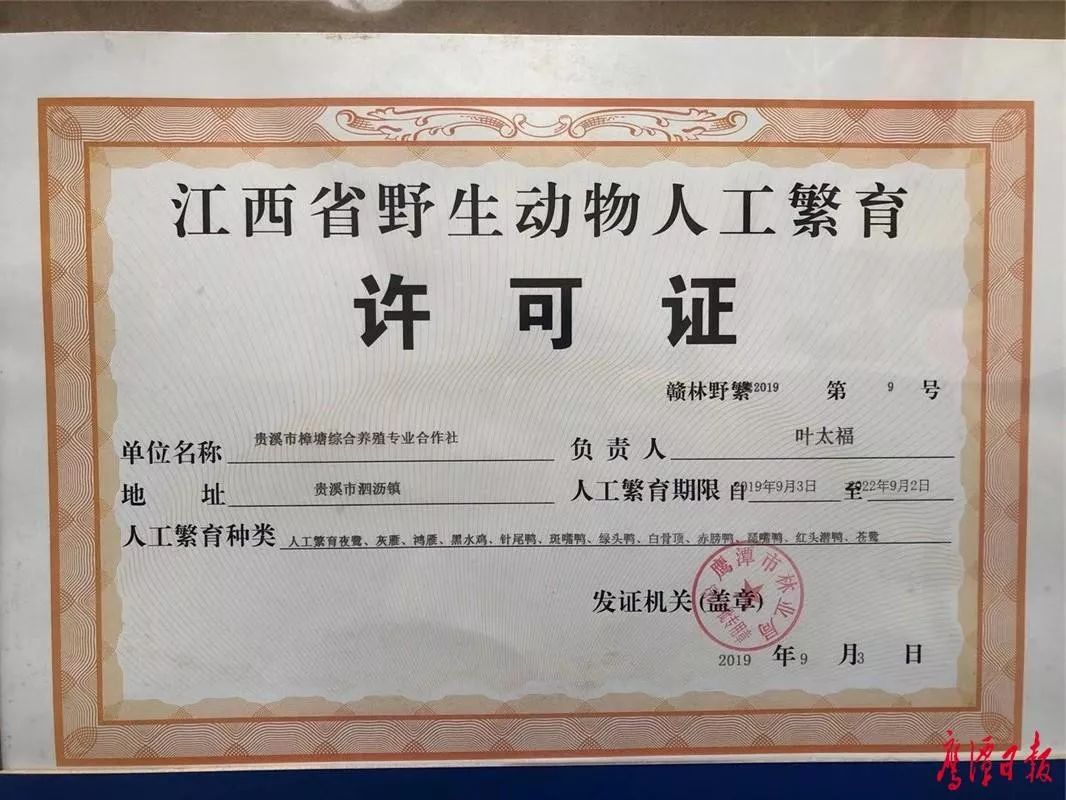 江西省野生动物人工繁育
许可证
赣林野繁2019 第 9 号
单位名称 贵溪市樟塘综合养殖专业合作社 负责人 叶太福
地址 贵溪市泗沥镇 人工繁育期限 自2019年9月3日 至2022年9月2日
人工繁育种类 人工繁育夜鹭、灰雁、鸿雁、黑水鸡、针尾鸭、斑嘴鸭、绿头鸭、白骨顶、赤膀鸭、琵嘴鸭、红头潜鸭、苍鹭
发证机关(盖章)
鹰潭市林业局
2019 年 9 月 3 日
鹰潭日报